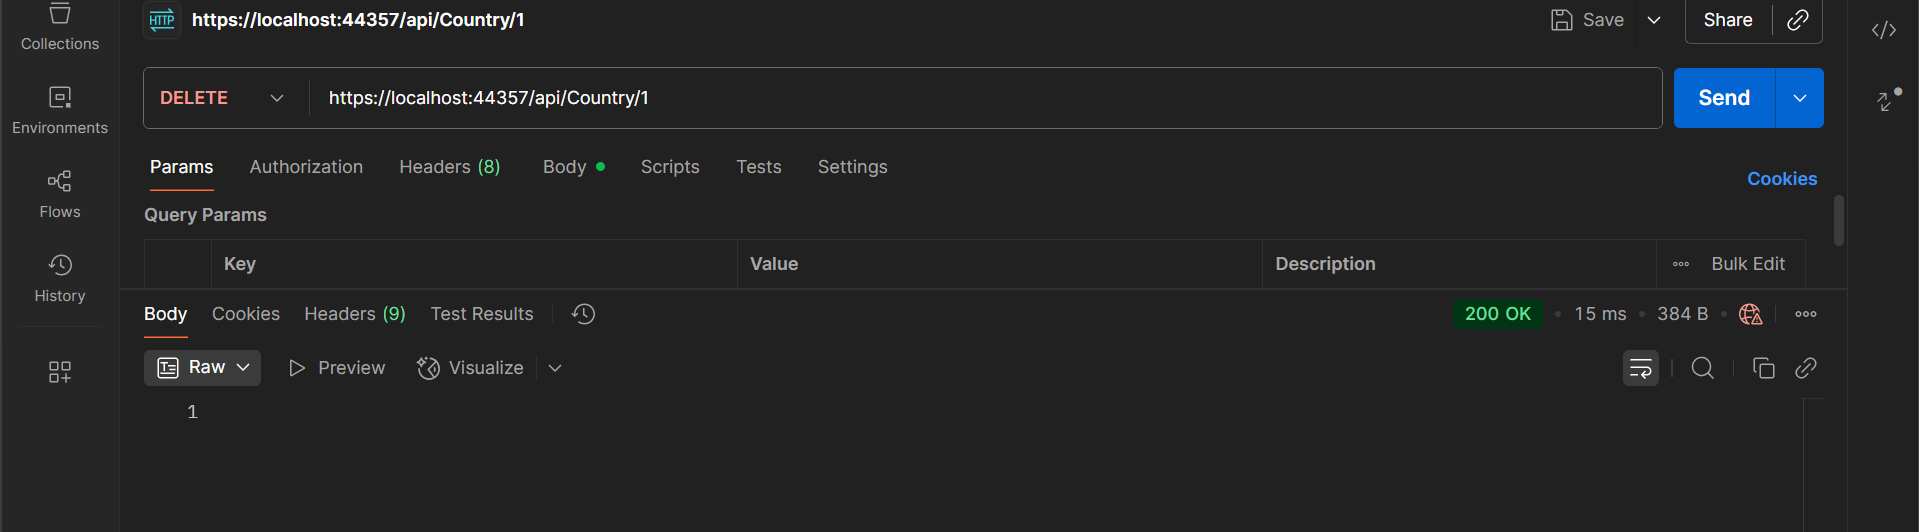 Collections
Environments
Flows
History
HTTP https://localhost:44357/api/Country/1
Save
Share
DELETE https://localhost:44357/api/Country/1
Send
Params Authorization Headers (8) Body Scripts Tests Settings
Cookies
Query Params
Key Value Description Bulk Edit
Body Cookies Headers (9) Test Results
200 OK • 15 ms • 384 B
Raw Preview Visualize
1